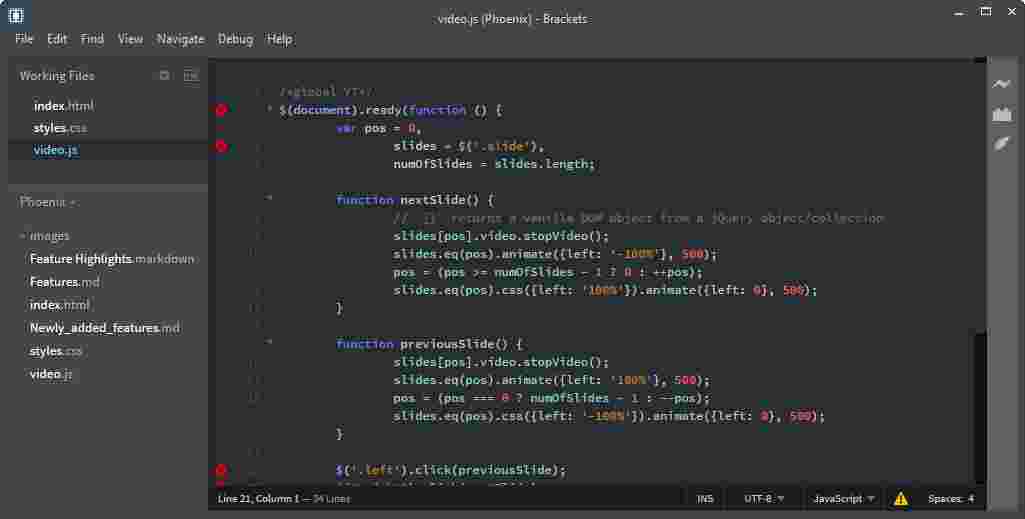 video.js (Phoenix) - Brackets
File Edit Find View Navigate Debug Help
Working Files
index.html
styles.css
video.js
Phoenix
images
Feature Highlights.markdown
Features.md
index.html
Newly_added_features.md
styles.css
video.js
/*global YT*/
$(document).ready(function () {
var pos = 0,
slides = $('.slide'),
numOfSlides = slides.length;
function nextSlide() {
// [] returns a vanilla DOM object from a jQuery object/collection
slides[pos].video.stopVideo();
slides.eq(pos).animate({left: '-100%'}, 500);
pos = (pos >= numOfSlides - 1 ? 0 : ++pos);
slides.eq(pos).css({left: '100%'}).animate({left: 0}, 500);
}
function previousSlide() {
slides[pos].video.stopVideo();
slides.eq(pos).animate({left: '100%'}, 500);
pos = (pos === 0 ? numOfSlides - 1 : --pos);
slides.eq(pos).css({left: '-100%'}).animate({left: 0}, 500);
}
$('.left').click(previousSlide);
Line 21, Column 1 — 34 Lines
INS UTF-8 JavaScript Spaces: 4